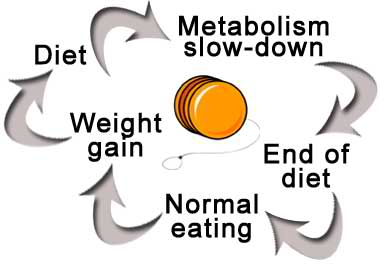 Diet
Metabolism
slow-down
End of
diet
Normal
eating
Weight
gain